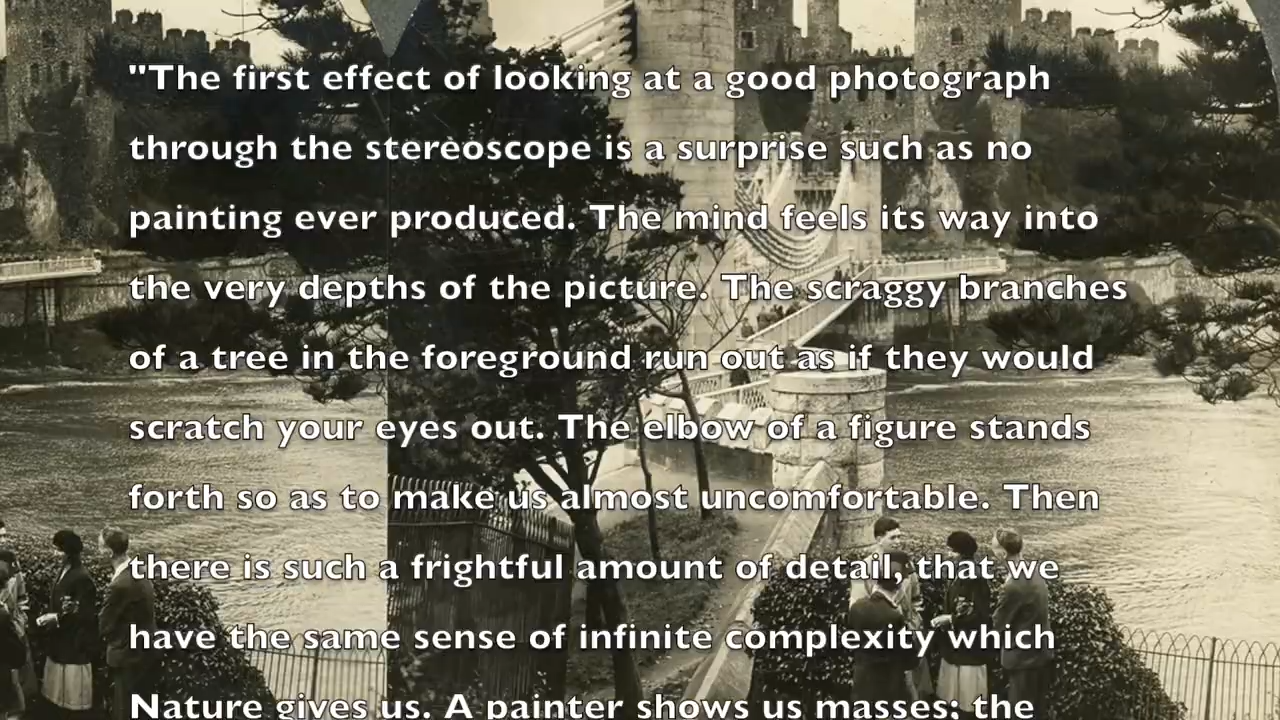 "The first effect of looking at a good photograph
through the stereoscope is a surprise such as no
painting ever produced. The mind feels its way into
the very depths of the picture. The scraggy branches
of a tree in the foreground run out as if they would
scratch your eyes out. The elbow of a figure stands
forth so as to make us almost uncomfortable. Then
there is such a frightful amount of detail, that we
have the same sense of infinite complexity which
Nature gives us. A painter shows us masses; the